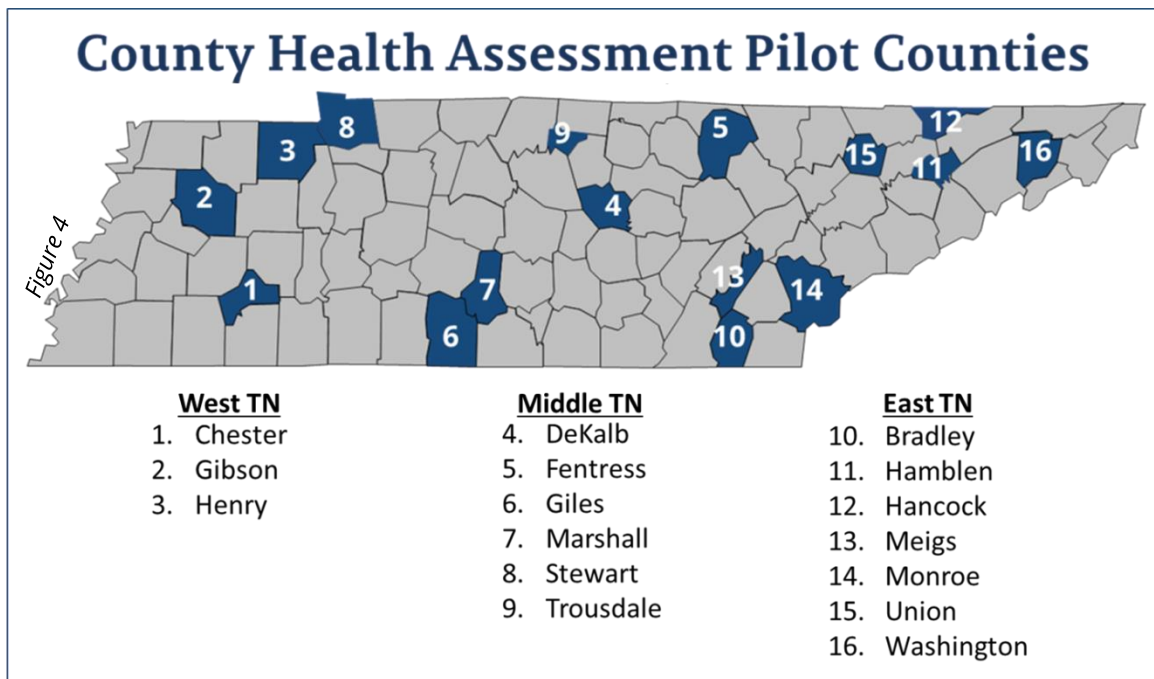 County Health Assessment Pilot Counties
Figure 4
8
9
5
12
3
15
11
16
2
4
13
1
7
14
6
10
West TN
1. Chester
2. Gibson
3. Henry
Middle TN
4. DeKalb
5. Fentress
6. Giles
7. Marshall
8. Stewart
9. Trousdale
East TN
10. Bradley
11. Hamblen
12. Hancock
13. Meigs
14. Monroe
15. Union
16. Washington